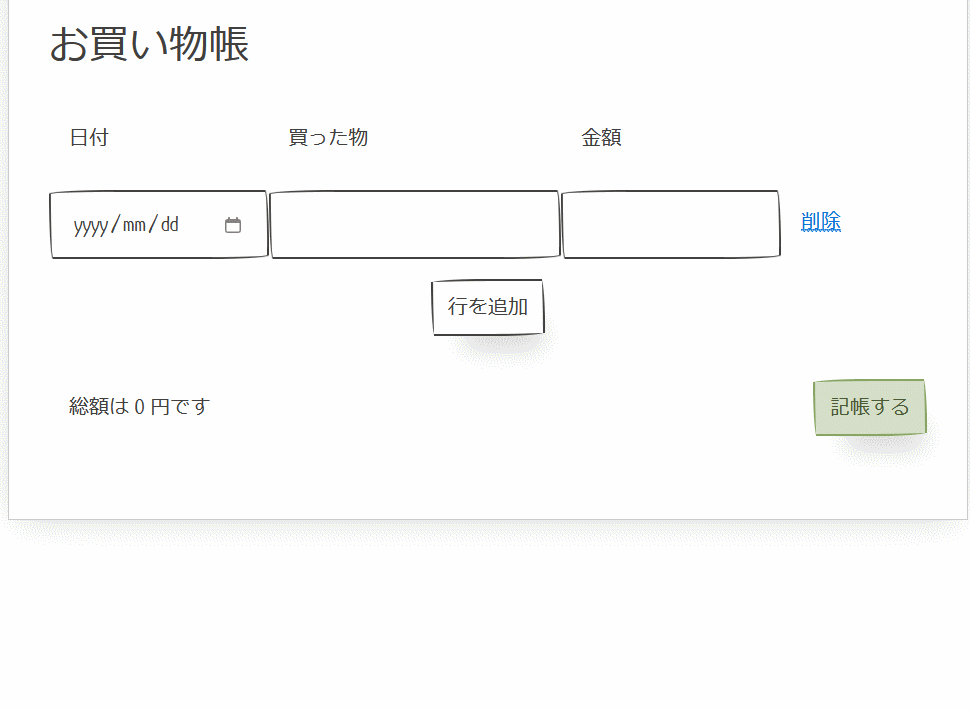 お買い物帳
日付 買った物 金額
yyyy/mm/dd 削除
行を追加
総額は 0 円です 記帳する